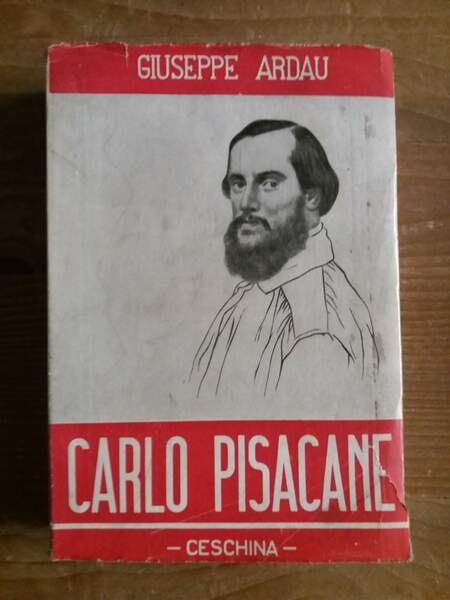 GIUSEPPE ARDAU
CARLO PISACANE
- CESCHINA -